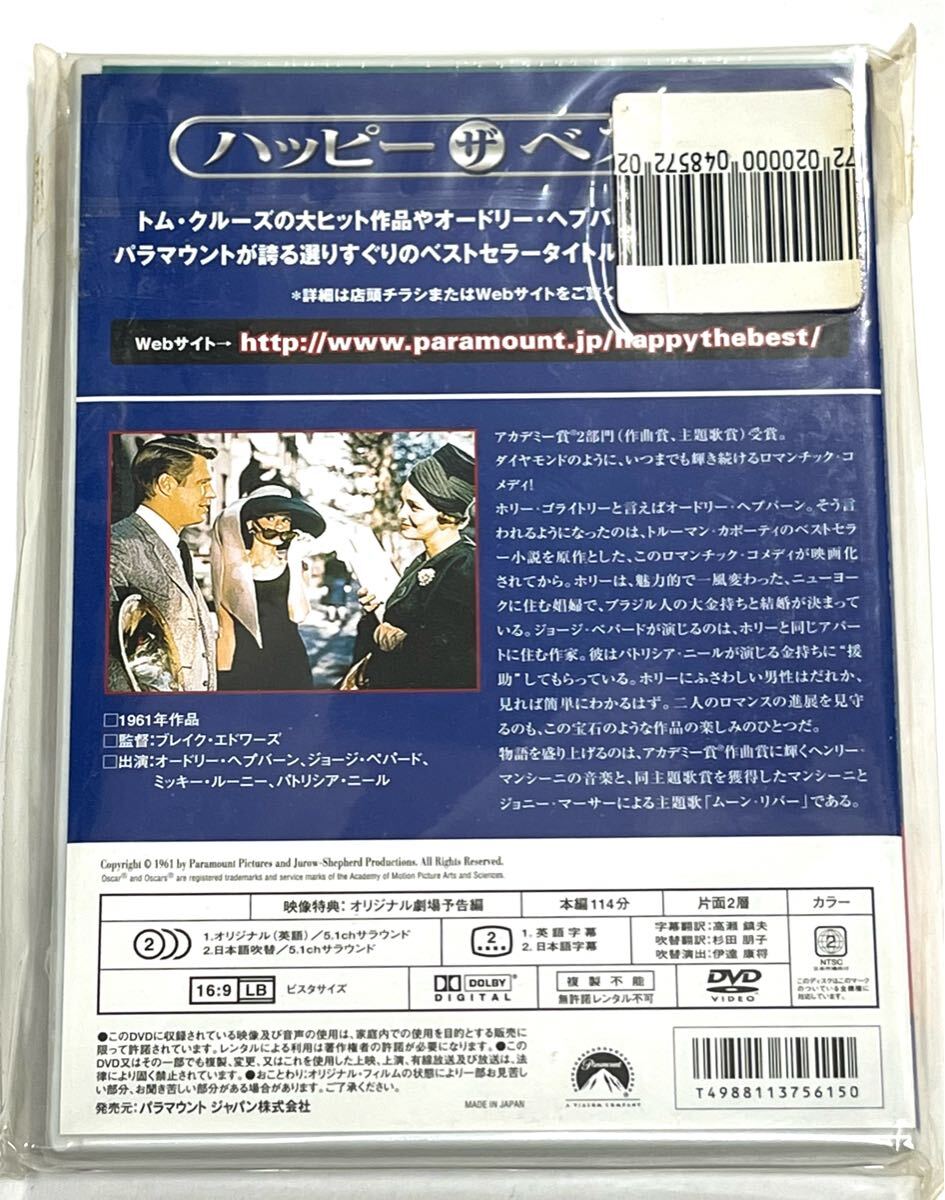 ハッピー ザ ベス
トム・クルーズの大ヒット作品やオードリー・ヘプバー
パラマウントが誇る選りすぐりのベストセラータイトル
＊詳細は店頭チラシまたはWebサイトをご覧く
Webサイト→ http://www.paramount.jp/happythebest/
72
020000
048572
02
アカデミー賞®2部門（作曲賞、主題歌賞）受賞。
ダイヤモンドのように、いつまでも輝き続けるロマンチック・コ
メディ！
ホリー・ゴライトリーと言えばオードリー・ヘプバーン。そう言
われるようになったのは、トルーマン・カポーティのベストセラ
ー小説を原作とした、このロマンチック・コメディが映画化
されてから。ホリーは、魅力的で一風変わった、ニューヨー
クに住む娼婦で、ブラジル人の大金持ちと結婚が決まって
いる。ジョージ・ペパードが演じるのは、ホリーと同じアパー
トに住む作家。彼はパトリシア・ニールが演じる金持ちに“援
助”してもらっている。ホリーにふさわしい男性はだれか、
見れば簡単にわかるはず。二人のロマンスの進展を見守
るのも、この宝石のような作品の楽しみのひとつだ。
物語を盛り上げるのは、アカデミー賞®作曲賞に輝くヘンリー・
マンシーニの音楽と、同主題歌賞を獲得したマンシーニと
ジョニー・マーサーによる主題歌「ムーン・リバー」である。
□1961年作品
□監督：ブレイク・エドワーズ
□出演：オードリー・ヘプバーン、ジョージ・ペパード、
ミッキー・ルーニー、パトリシア・ニール
Copyright © 1961 by Paramount Pictures and Jurow-Shepherd Productions. All Rights Reserved.
Oscar® and Oscars® are registered trademarks and service marks of the Academy of Motion Picture Arts and Sciences.
映像特典：オリジナル劇場予告編 本編114分 片面2層 カラー
2 1.オリジナル（英語）／5.1chサラウンド
2.日本語吹替／5.1chサラウンド
2 1. 英語字幕
2. 日本語字幕
字幕翻訳：高瀬 鎮夫
吹替翻訳：杉田 朋子
吹替演出：伊達 康将
2
NTSC
日本市場向け
このディスクはこのマーク
のついている全機種に
対応しています。
16:9 LB ビスタサイズ
DOLBY
DIGITAL
複製不能
無許諾レンタル不可
DVD
VIDEO
●このDVDに収録されている映像及び音声の使用は、家庭内での使用を目的とする販売に
限って許諾されています。レンタルによる利用は著作権者の許諾が必要になります。●この
DVD又はその一部でも複製、変更、又はこれを使用した上映、上演、有線放送及び放送は、法
律により固く禁止されています。●おことわり：オリジナル・フィルムの状態により一部お見苦し
い部分、お聞き苦しい部分がある場合があります。ご了承ください。
発売元：パラマウント ジャパン株式会社
MADE IN JAPAN
Paramount
A VIACOM COMPANY
T4988113756150